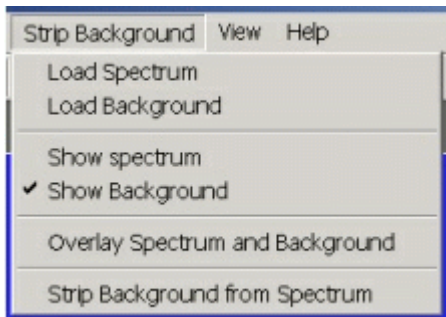 Strip Background View Help
Load Spectrum
Load Background
Show spectrum
Show Background
Overlay Spectrum and Background
Strip Background from Spectrum